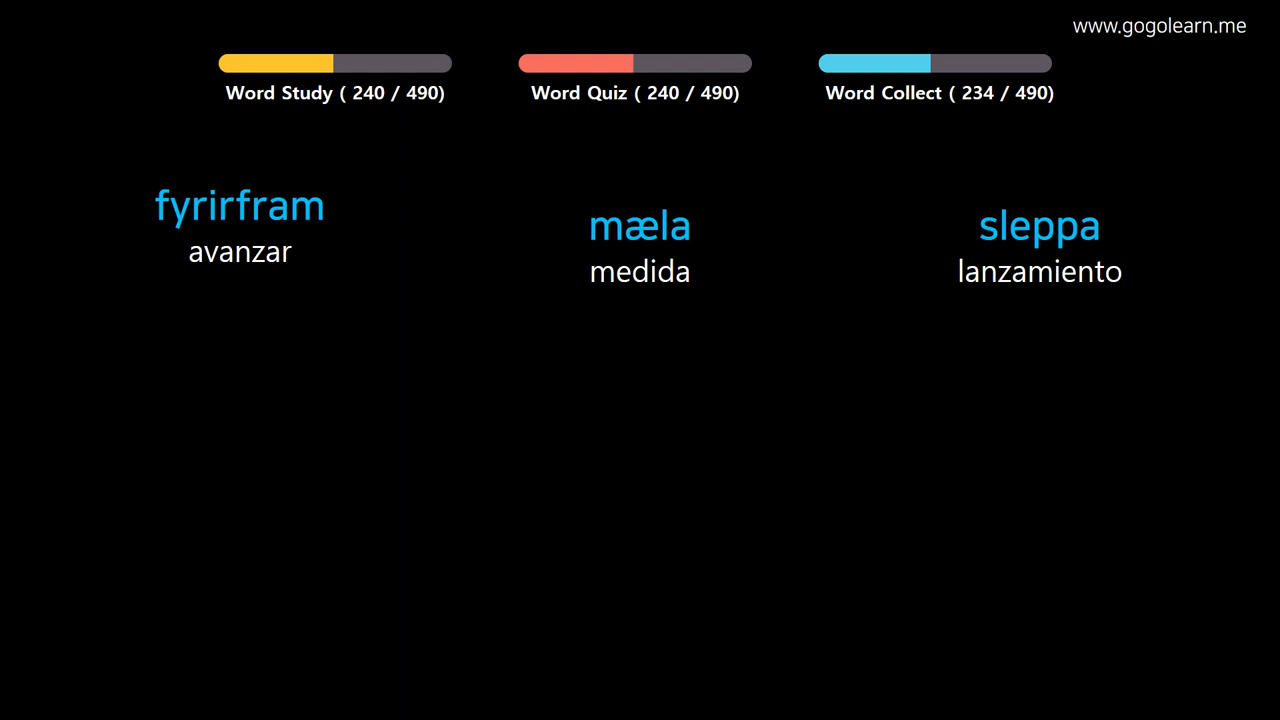 www.gogolearn.me
Word Study ( 240 / 490)
Word Quiz ( 240 / 490)
Word Collect ( 234 / 490)
fyrirfram
avanzar
mæla
medida
sleppa
lanzamiento